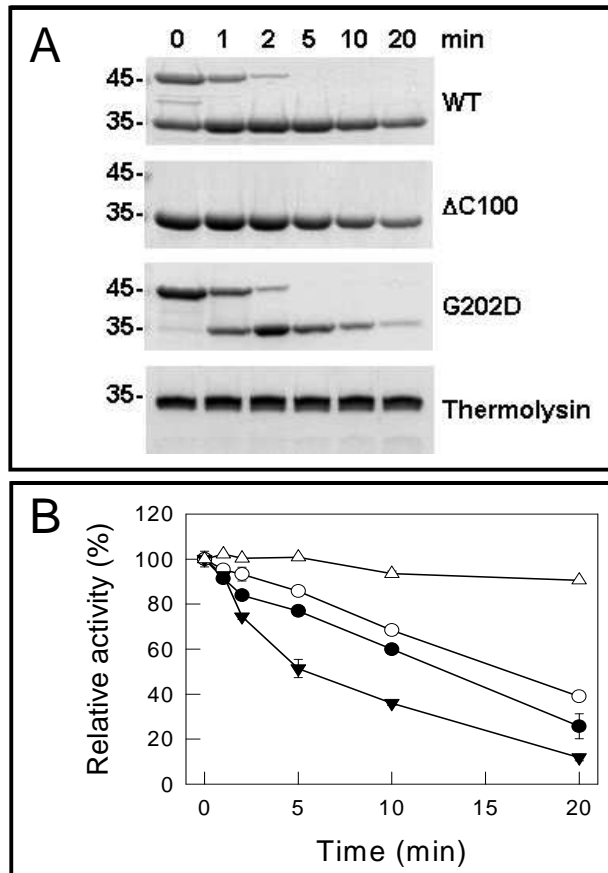 A
0 1 2 5 10 20 min
45-
35-
WT
45-
35-
ΔC100
45-
35-
G202D
35-
Thermolysin
B
120
100
80
60
40
20
0
Relative activity (%)
0 5 10 15 20
Time (min)